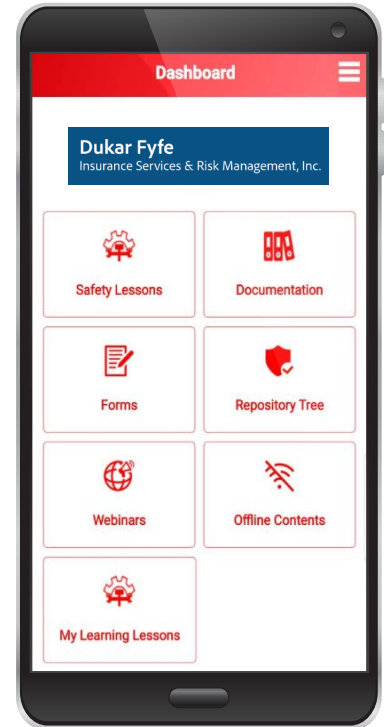 Dashboard
Dukar Fyfe
Insurance Services & Risk Management, Inc.
Safety Lessons
Documentation
Forms
Repository Tree
Webinars
Offline Contents
My Learning Lessons